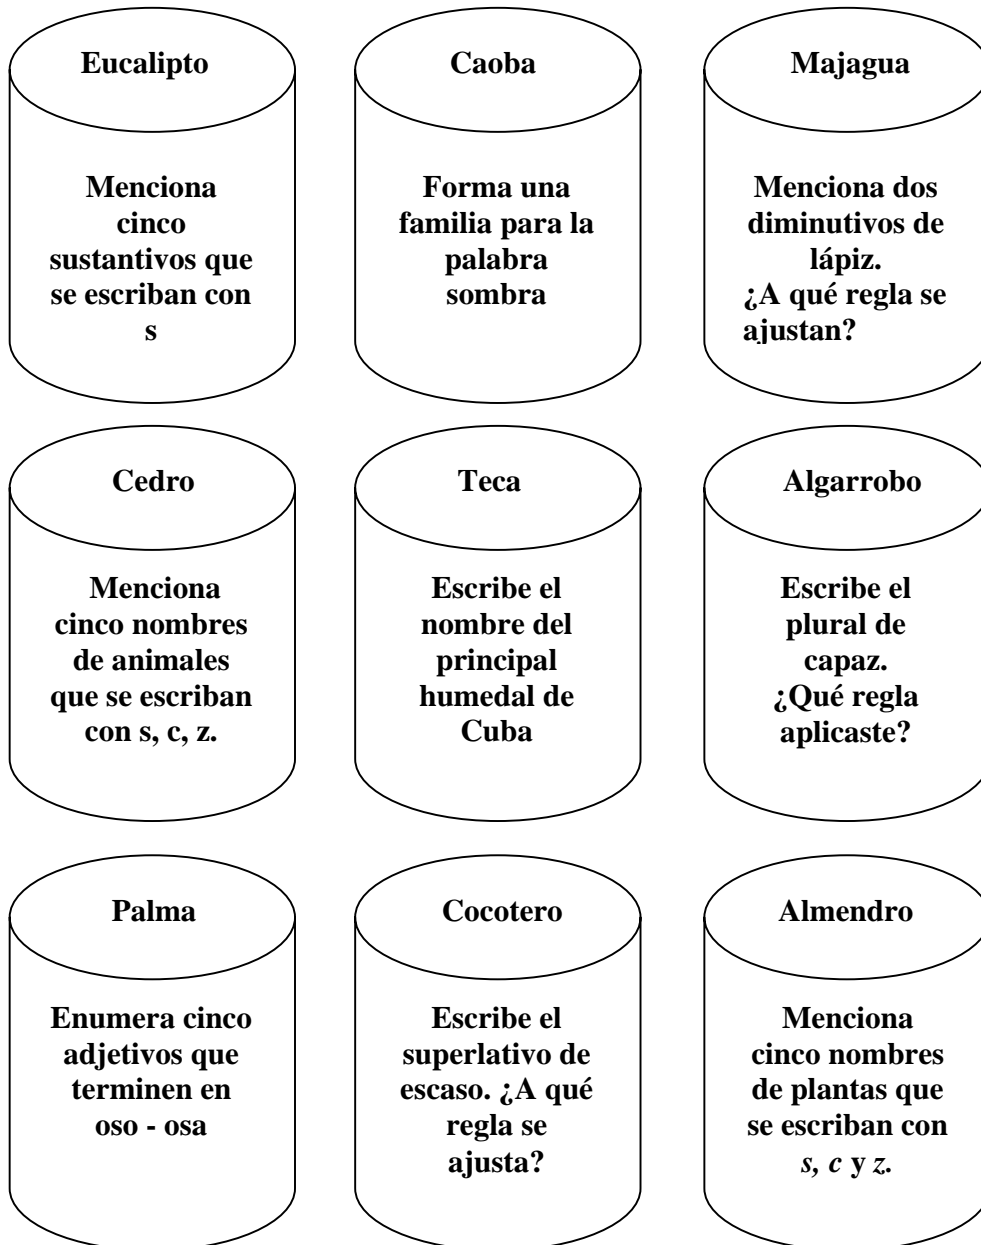 Eucalipto
Menciona
cinco
sustantivos que
se escriban con
s
Caoba
Forma una
familia para la
palabra
sombra
Majagua
Menciona dos
diminutivos de
lápiz.
¿A qué regla se
ajustan?
Cedro
Menciona
cinco nombres
de animales
que se escriban
con s, c, z.
Teca
Escribe el
nombre del
principal
humedal de
Cuba
Algarrobo
Escribe el
plural de
capaz.
¿Qué regla
aplicaste?
Palma
Enumera cinco
adjetivos que
terminen en
oso - osa
Cocotero
Escribe el
superlativo de
escaso. ¿A qué
regla se
ajusta?
Almendro
Menciona
cinco nombres
de plantas que
se escriban con
s, c y z.